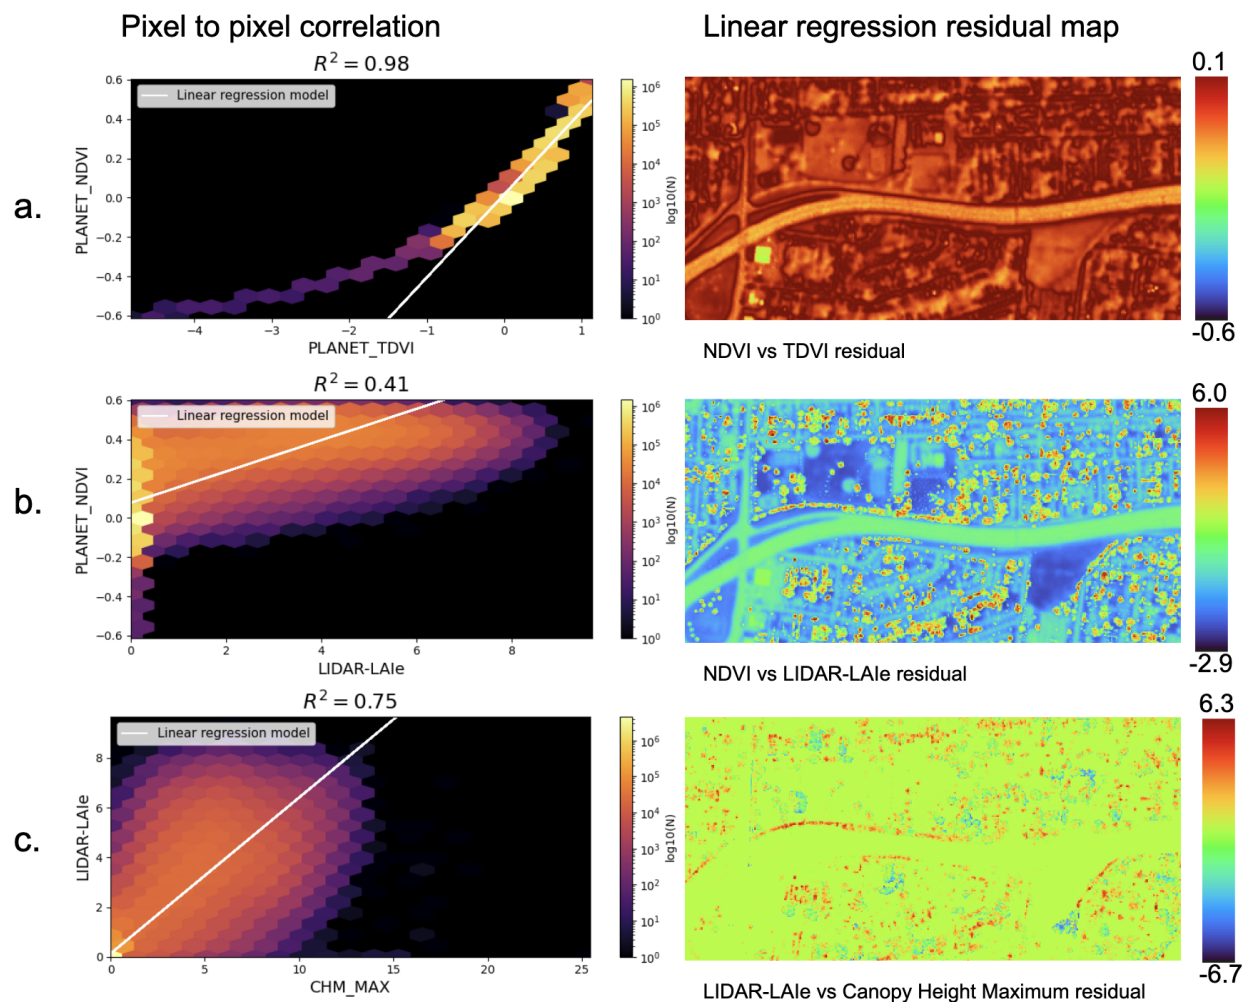 Pixel to pixel correlation
Linear regression residual map
a.
R² = 0.98
Linear regression model
0.6
0.4
0.2
0.0
−0.2
−0.4
−0.6
PLANET_NDVI
−4
−3
−2
−1
0
1
PLANET_TDVI
10⁶
10⁵
10⁴
10³
10²
10¹
10⁰
log10(N)
0.1
-0.6
NDVI vs TDVI residual
b.
R² = 0.41
Linear regression model
0.6
0.4
0.2
0.0
−0.2
−0.4
−0.6
PLANET_NDVI
0
2
4
6
8
LIDAR-LAIe
10⁶
10⁵
10⁴
10³
10²
10¹
10⁰
log10(N)
6.0
-2.9
NDVI vs LIDAR-LAIe residual
c.
R² = 0.75
Linear regression model
8
6
4
2
0
LIDAR-LAIe
0
5
10
15
20
25
CHM_MAX
10⁶
10⁵
10⁴
10³
10²
10¹
10⁰
log10(N)
6.3
-6.7
LIDAR-LAIe vs Canopy Height Maximum residual